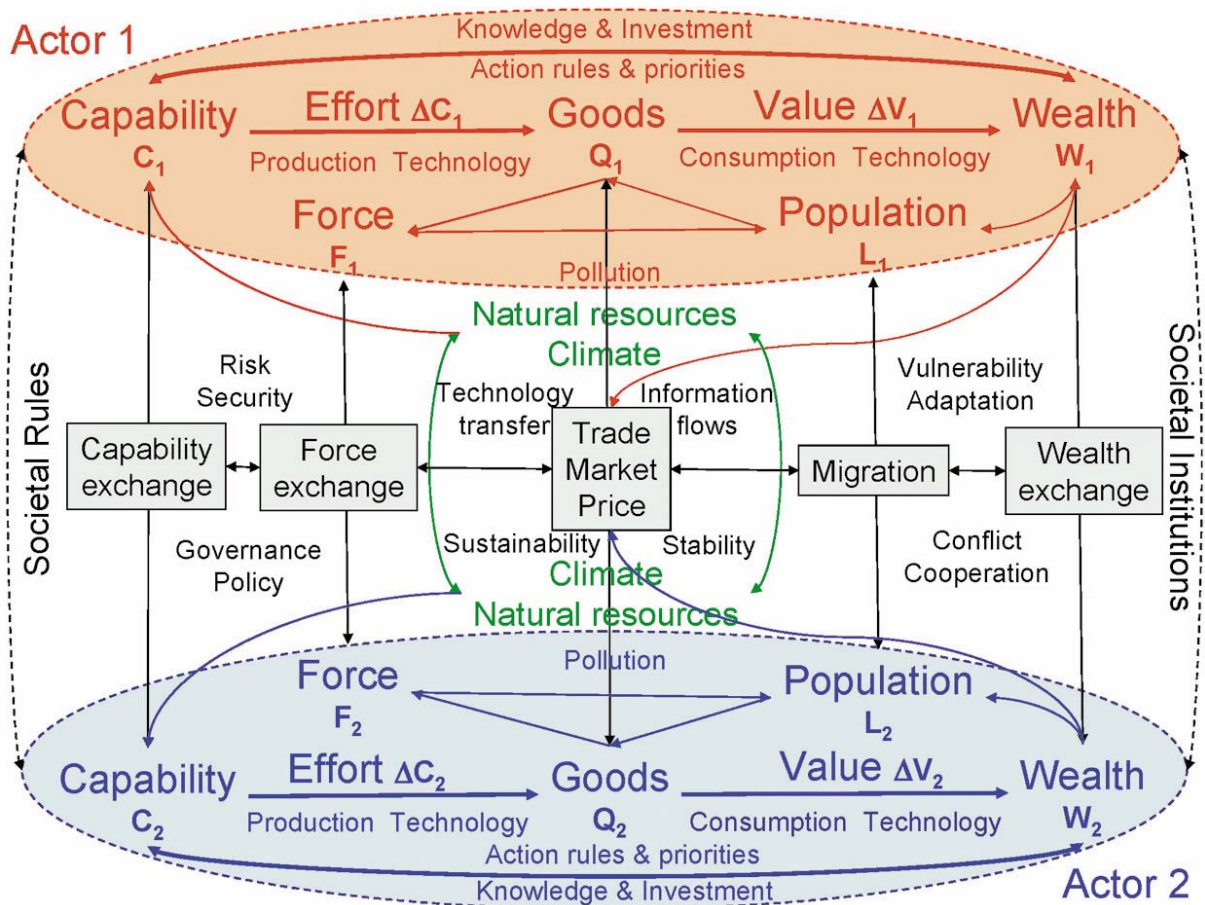 Actor 1
Knowledge & Investment
Action rules & priorities
Capability
C₁
Effort ΔC₁
Production Technology
Goods
Q₁
Value ΔV₁
Consumption Technology
Wealth
W₁
Force
F₁
Population
L₁
Pollution
Natural resources
Climate
Societal Rules
Risk
Security
Technology
transfer
Information
flows
Vulnerability
Adaptation
Societal Institutions
Capability
exchange
Force
exchange
Trade
Market
Price
Migration
Wealth
exchange
Governance
Policy
Sustainability
Stability
Conflict
Cooperation
Climate
Natural resources
Pollution
Force
F₂
Population
L₂
Capability
C₂
Effort ΔC₂
Production Technology
Goods
Q₂
Value ΔV₂
Consumption Technology
Wealth
W₂
Action rules & priorities
Knowledge & Investment
Actor 2